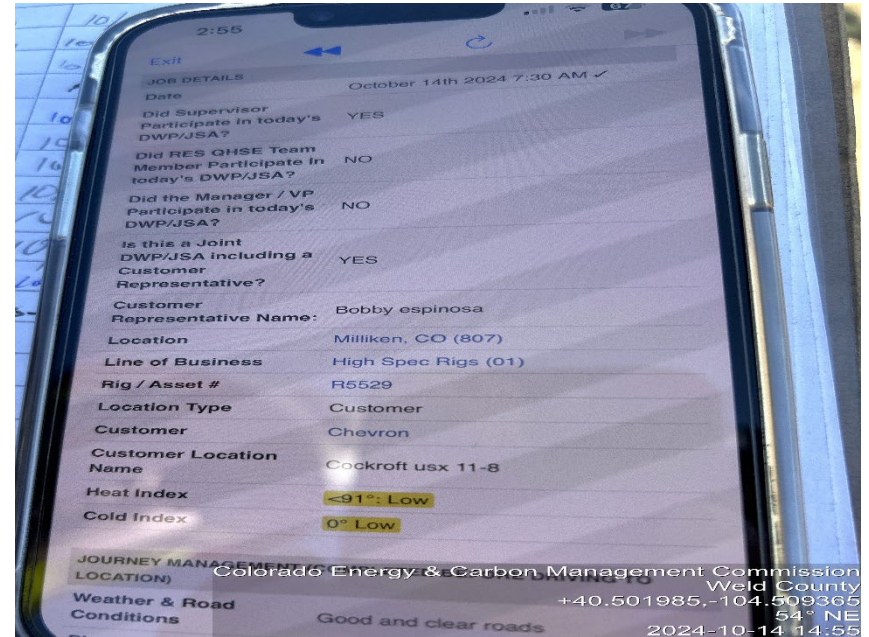 2:55
Exit
JOB DETAILS
Date October 14th 2024 7:30 AM ✓
Did Supervisor
Participate in today's YES
DWP/JSA?
Did RES QHSE Team
Member Participate in NO
today's DWP/JSA?
Did the Manager / VP
Participate in today's NO
DWP/JSA?
Is this a Joint
DWP/JSA including a
Customer YES
Representative?
Customer
Representative Name: Bobby espinosa
Location Milliken, CO (807)
Line of Business High Spec Rigs (01)
Rig / Asset # R5529
Location Type Customer
Customer Chevron
Customer Location
Name Cockroft usx 11-8
Heat Index <91°: Low
Cold Index 0° Low
JOURNEY MANAGEMENT
LOCATION)
Weather & Road
Conditions Good and clear roads
Colorado Energy & Carbon Management Commission
Weld County
+40.501985,-104.509365
54° NE
2024-10-14 14:55